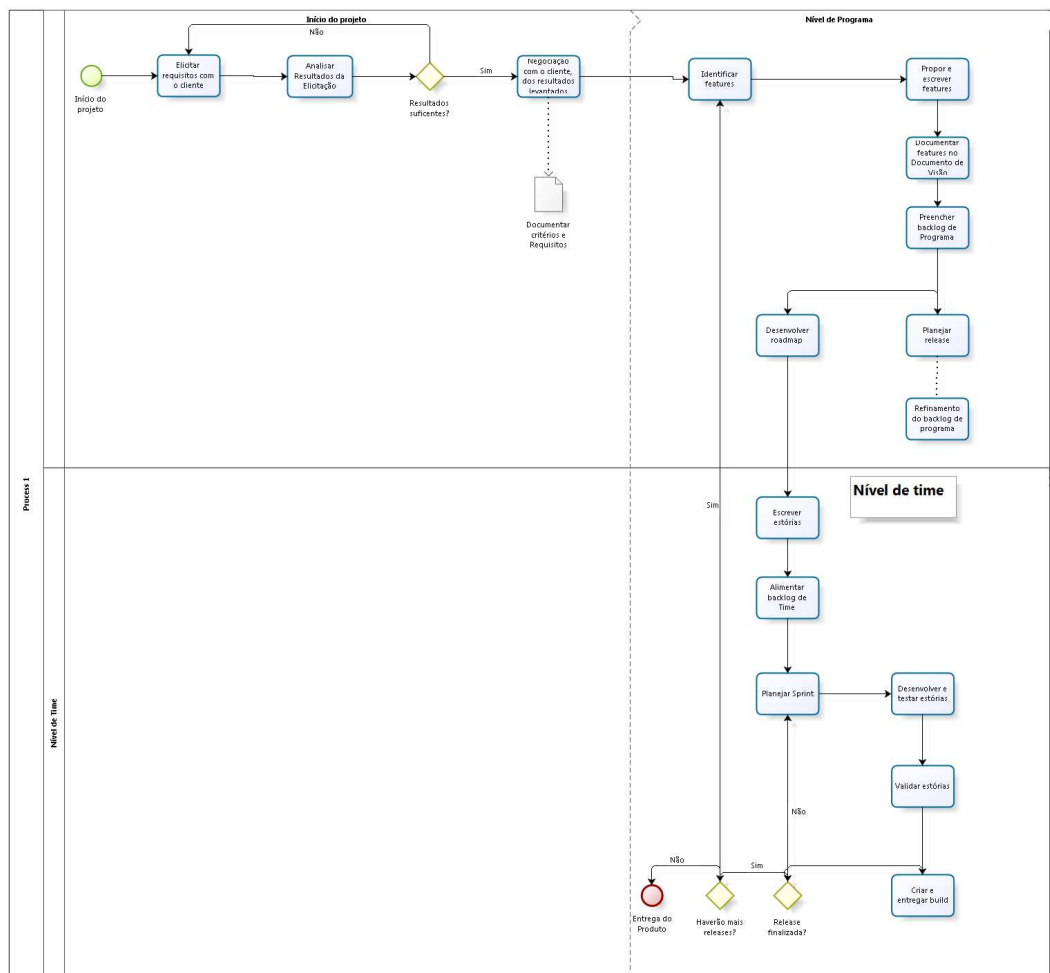 Início do projeto
Nível de Programa
Não
Elicitar
requisitos com
o cliente
Analisar
Resultados da
Elicitação
Sim
Negociação
com o cliente,
dos resultados
levantados
Identificar
features
Propor e
escrever
features
Início do
projeto
Resultados
suficentes?
Documentar
features no
Documento de
Visão
Documentar
critérios e
Requisitos
Preencher
backlog de
Programa
Desenvolver
roadmap
Planejar
release
Refinamento
do backlog de
programa
Process 1
Nível de time
Sim
Escrever
estórias
Alimentar
backlog de
Time
Nível de Time
Planejar Sprint
Desenvolver e
testar estórias
Validar estórias
Não
Não
Sim
Criar e
entregar build
Entrega do
Produto
Haverão mais
releases?
Release
finalizada?